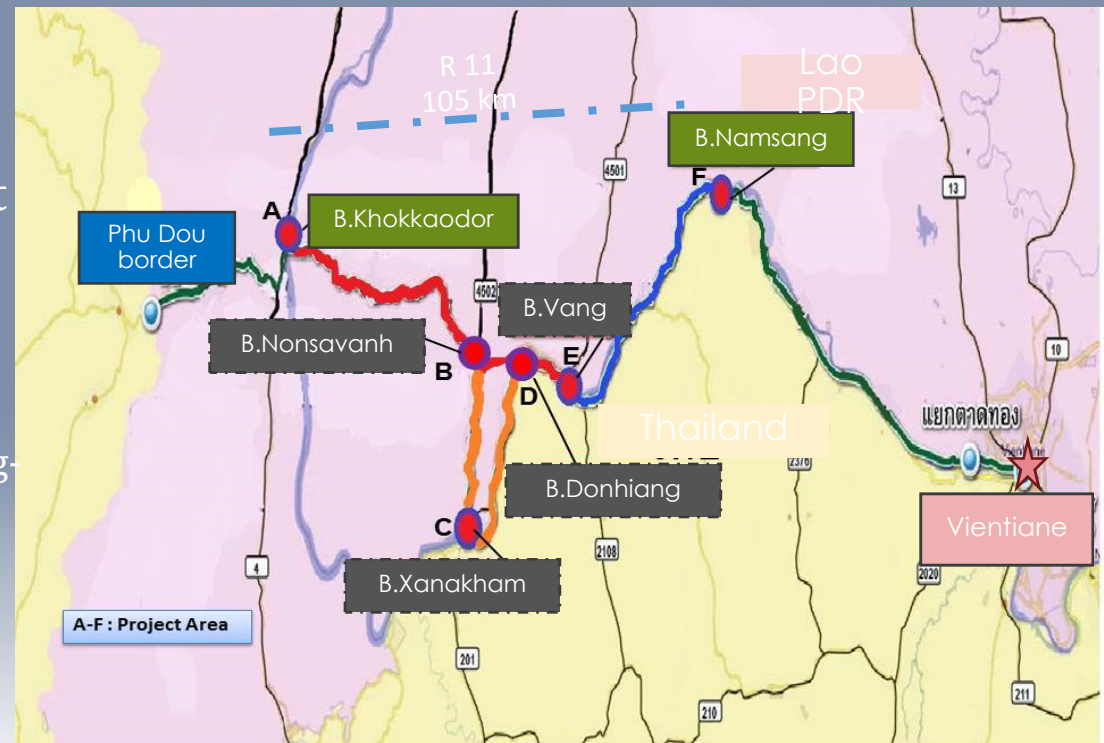 R 11
105 km
Lao
PDR
B.Namsang
4501
F
13
A
B.Khokkaodor
Phu Dou
border
4502
B.Vang
B.Nonsavanh
E
10
B
D
แยกตาดทอง
Thailand
2376
g-
B.Donhiang
Vientiane
C
2108
4
B.Xanakham
2020
A-F : Project Area
201
211
210